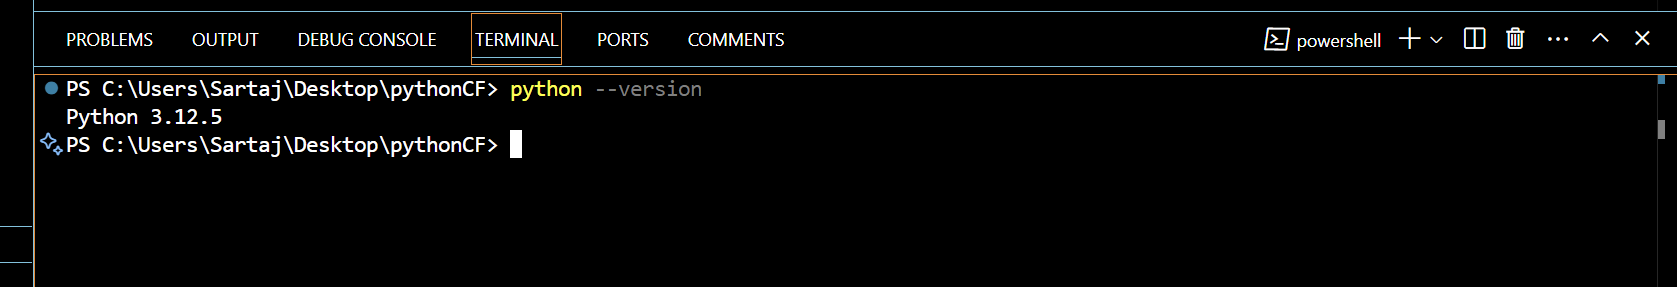 PROBLEMS OUTPUT DEBUG CONSOLE TERMINAL PORTS COMMENTS powershell
PS C:\Users\Sartaj\Desktop\pythonCF> python --version
Python 3.12.5
PS C:\Users\Sartaj\Desktop\pythonCF>